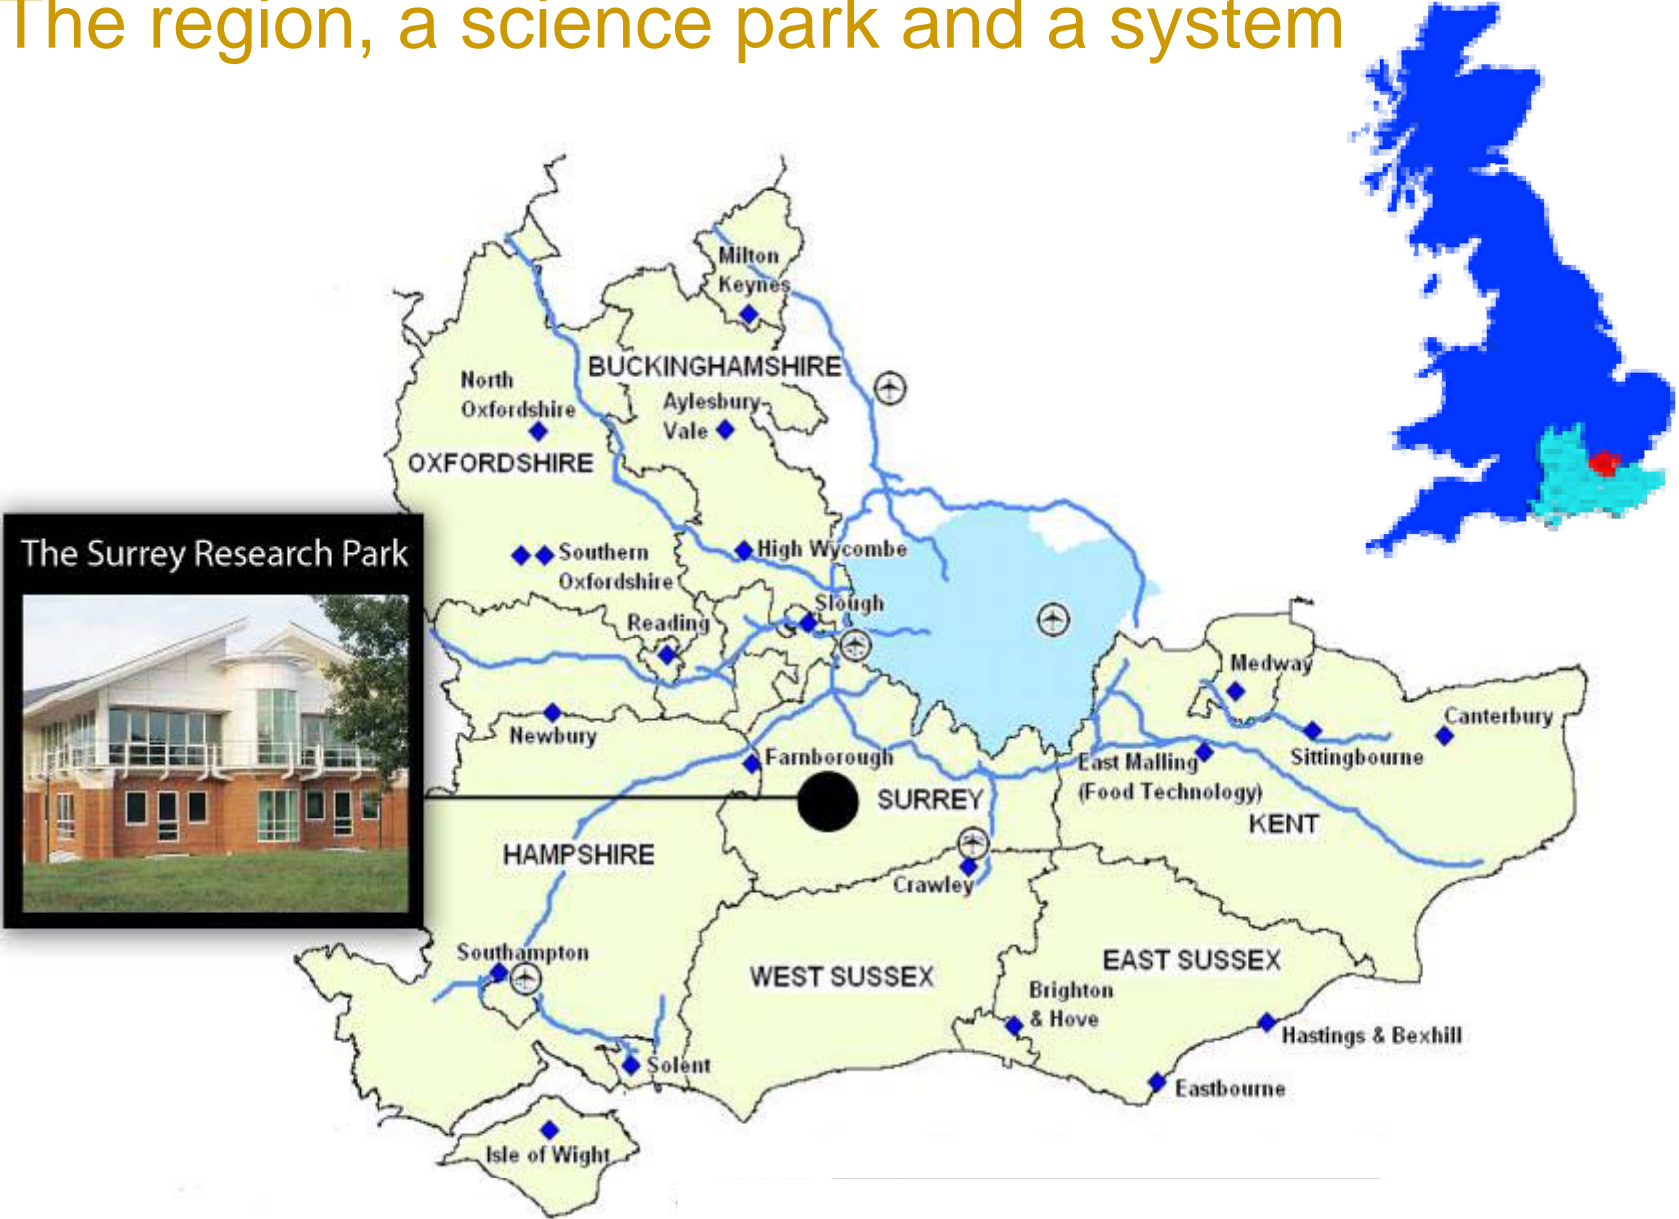 The region, a science park and a system
Milton
Keynes
BUCKINGHAMSHIRE
North
Oxfordshire
Aylesbury
Vale
OXFORDSHIRE
The Surrey Research Park
Southern
Oxfordshire
High Wycombe
Slough
Reading
Medway
Newbury
Canterbury
Farnborough
East Malling
(Food Technology)
Sittingbourne
SURREY
KENT
HAMPSHIRE
Crawley
Southampton
WEST SUSSEX
EAST SUSSEX
Brighton
& Hove
Hastings & Bexhill
Solent
Eastbourne
Isle of Wight